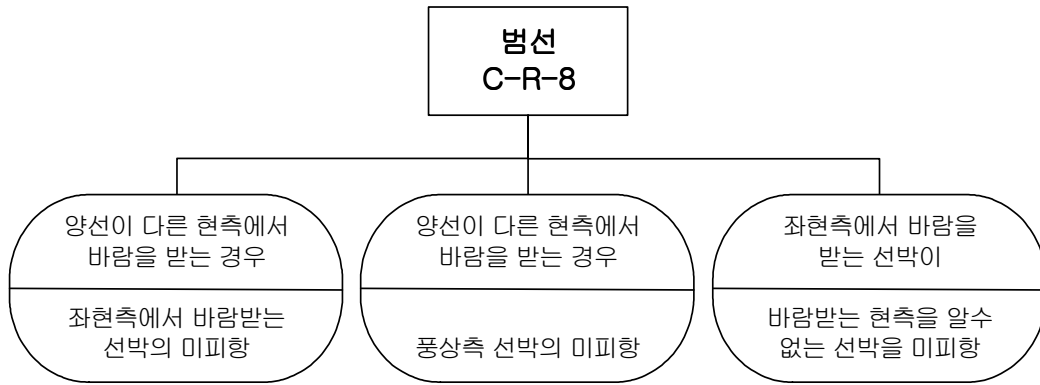 범선
C-R-8
양선이 다른 현측에서
바람을 받는 경우
좌현측에서 바람받는
선박의 미피항
양선이 다른 현측에서
바람을 받는 경우
풍상측 선박의 미피항
좌현측에서 바람을
받는 선박이
바람받는 현측을 알수
없는 선박을 미피항